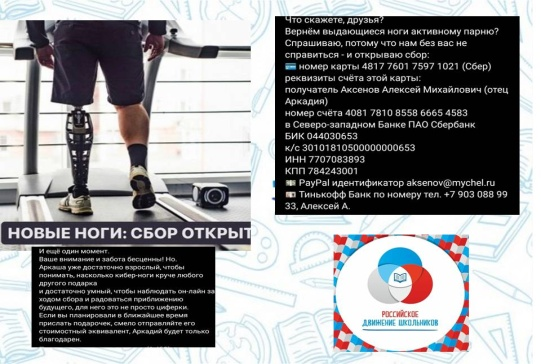 НОВЫЕ НОГИ: СБОР ОТКРЫТ
И ещё один момент.
Ваше внимание и забота бесценны! Но.
Аркаша уже достаточно взрослый, чтобы
понимать, насколько кибер-ноги круче любого
другого подарка
и достаточно умный, чтобы наблюдать он-лайн за
ходом сбора и радоваться приближению
будущего, для него это не просто циферки.
Если вы планировали в ближайшее время
прислать подарочек, смело отправляйте его
стоимостный эквивалент, Аркадий будет только
благодарен.
Что скажете, друзья?
Вернём выдающиеся ноги активному парню?
Спрашиваю, потому что нам без вас не
справиться - и открываю сбор:
номер карты 4817 7601 7597 1021 (Сбер)
реквизиты счёта этой карты:
получатель Аксенов Алексей Михайлович (отец
Аркадия)
номер счёта 4081 7810 8558 6665 4583
в Северо-западном Банке ПАО Сбербанк
БИК 044030653
к/с 30101810500000000653
ИНН 7707083893
КПП 784243001
PayPal идентификатор aksenov@mychel.ru
Тинькофф Банк по номеру тел. +7 903 088 99
33, Алексей А.
РОССИЙСКОЕ
ДВИЖЕНИЕ ШКОЛЬНИКОВ